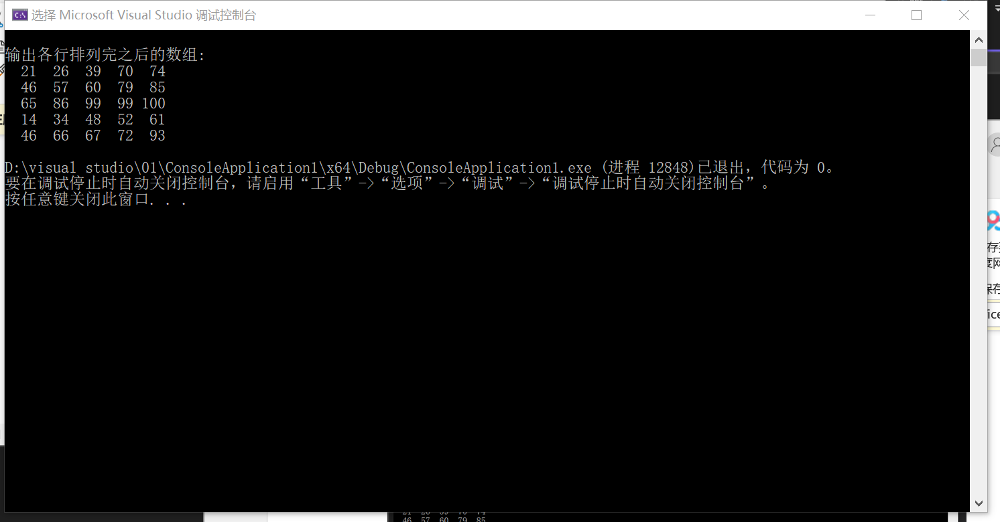 选择 Microsoft Visual Studio 调试控制台
输出各行排列完之后的数组:
21 26 39 70 74
46 57 60 79 85
65 86 99 99 100
14 34 48 52 61
46 66 67 72 93
D:\visual studio\01\ConsoleApplication1\x64\Debug\ConsoleApplication1.exe (进程 12848)已退出，代码为 0。
要在调试停止时自动关闭控制台，请启用“工具”->“选项”->“调试”->“调试停止时自动关闭控制台”。
按任意键关闭此窗口. . .
存
度网
保存
ice
46 57 60 79 85